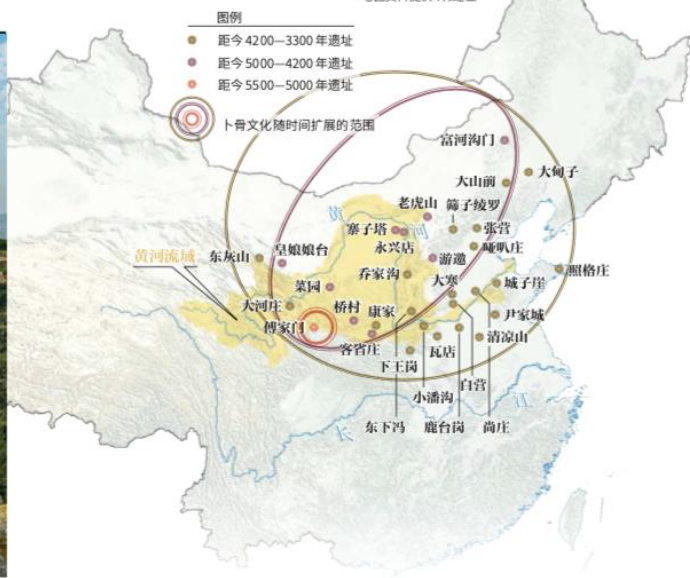 图例
距今4200—3300年遗址
距今5000—4200年遗址
距今5500—5000年遗址
卜骨文化随时间扩展的范围
富河沟门
大甸子
大山前
老虎山
筛子绫罗
黄
河
寨子塔
张营
永兴店
哑叭庄
黄河流域
东灰山
皇娘娘台
游邀
照格庄
乔家沟
大寒
城子崖
菜园
大河庄
桥村
康家
尹家城
傅家门
清凉山
客省庄
瓦店
下王岗
白营
小潘沟
长
江
东下冯
鹿台岗
尚庄